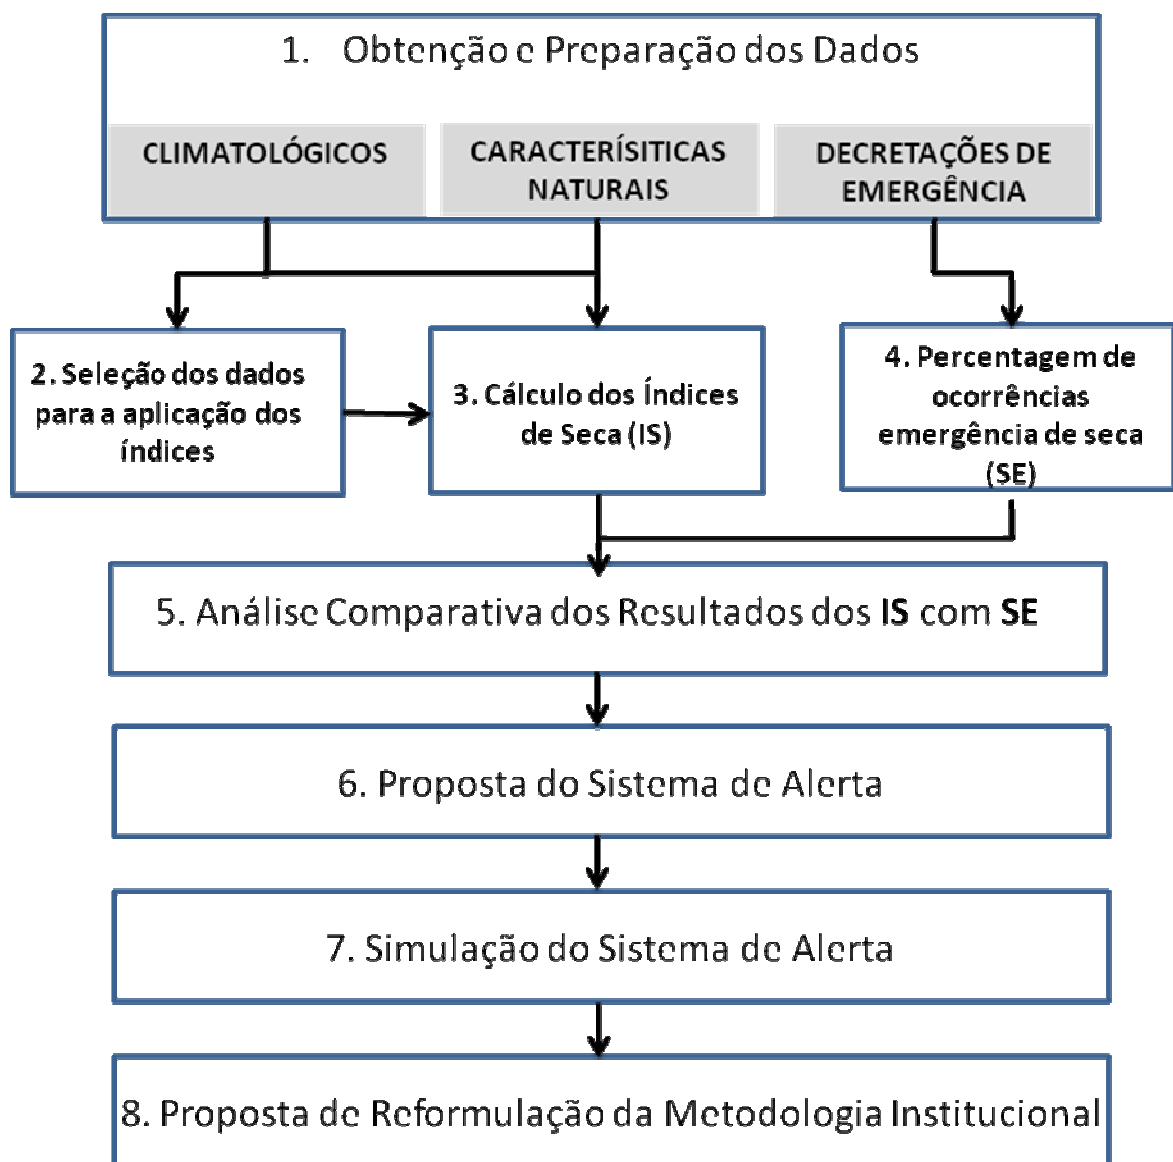 1. Obtenção e Preparação dos Dados
CLIMATOLÓGICOS
CARACTERÍSITICAS
NATURAIS
DECRETAÇÕES DE
EMERGÊNCIA
2. Seleção dos dados
para a aplicação dos
índices
3. Cálculo dos Índices
de Seca (IS)
4. Percentagem de
ocorrências
emergência de seca
(SE)
5. Análise Comparativa dos Resultados dos IS com SE
6. Proposta do Sistema de Alerta
7. Simulação do Sistema de Alerta
8. Proposta de Reformulação da Metodologia Institucional